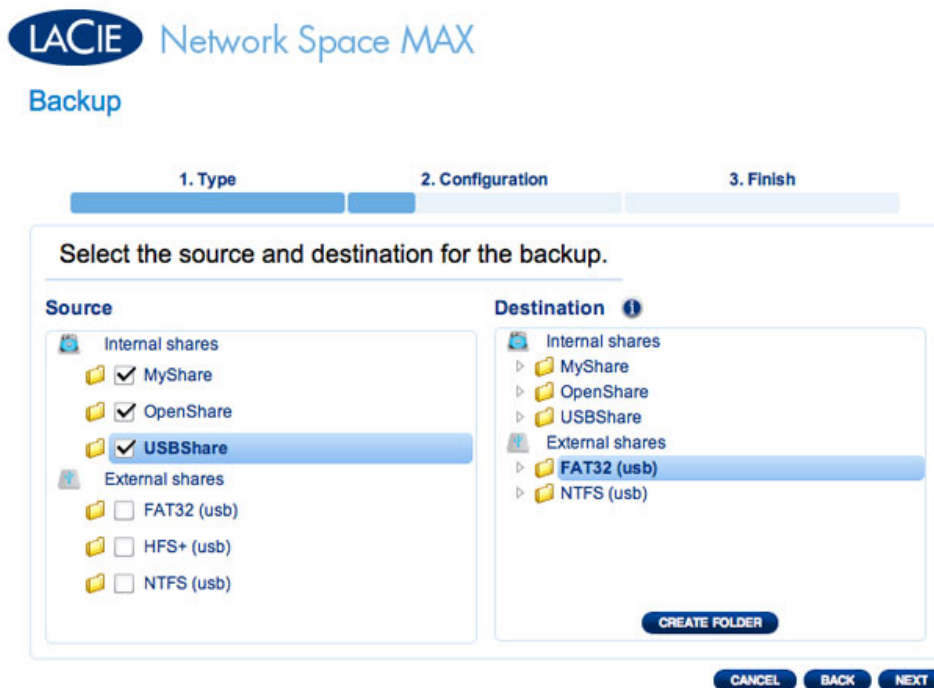 LACIE Network Space MAX
Backup
1. Type 2. Configuration 3. Finish
Select the source and destination for the backup.
Source
Internal shares
MyShare
OpenShare
USBShare
External shares
FAT32 (usb)
HFS+ (usb)
NTFS (usb)
Destination i
Internal shares
MyShare
OpenShare
USBShare
External shares
FAT32 (usb)
NTFS (usb)
CREATE FOLDER
CANCEL BACK NEXT